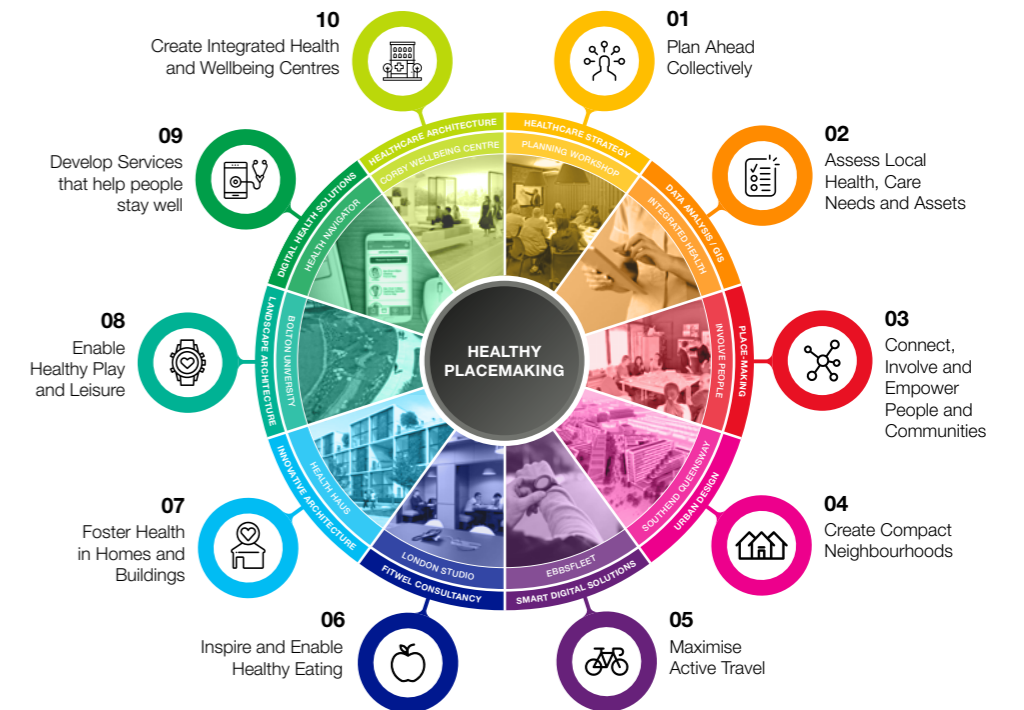 10
Create Integrated Health
and Wellbeing Centres
01
Plan Ahead
Collectively
09
Develop Services
that help people
stay well
02
Assess Local
Health, Care
Needs and Assets
08
Enable
Healthy Play
and Leisure
03
Connect,
Involve and
Empower
People and
Communities
07
Foster Health
in Homes and
Buildings
04
Create Compact
Neighbourhoods
06
Inspire and Enable
Healthy Eating
05
Maximise
Active Travel
HEALTHY
PLACEMAKING
HEALTHCARE STRATEGY
PLANNING WORKSHOP
DATA ANALYSIS / GIS
INTEGRATED HEALTH
PLACE-MAKING
INVOLVE PEOPLE
URBAN DESIGN
SOUTHEND QUEENSWAY
SMART DIGITAL SOLUTIONS
EBBSFLEET
FITWEL CONSULTANCY
LONDON STUDIO
INNOVATIVE ARCHITECTURE
HEALTH HAUS
LANDSCAPE ARCHITECTURE
BOLTON UNIVERSITY
DIGITAL HEALTH SOLUTIONS
HEALTH NAVIGATOR
HEALTHCARE ARCHITECTURE
CORBY WELLBEING CENTRE